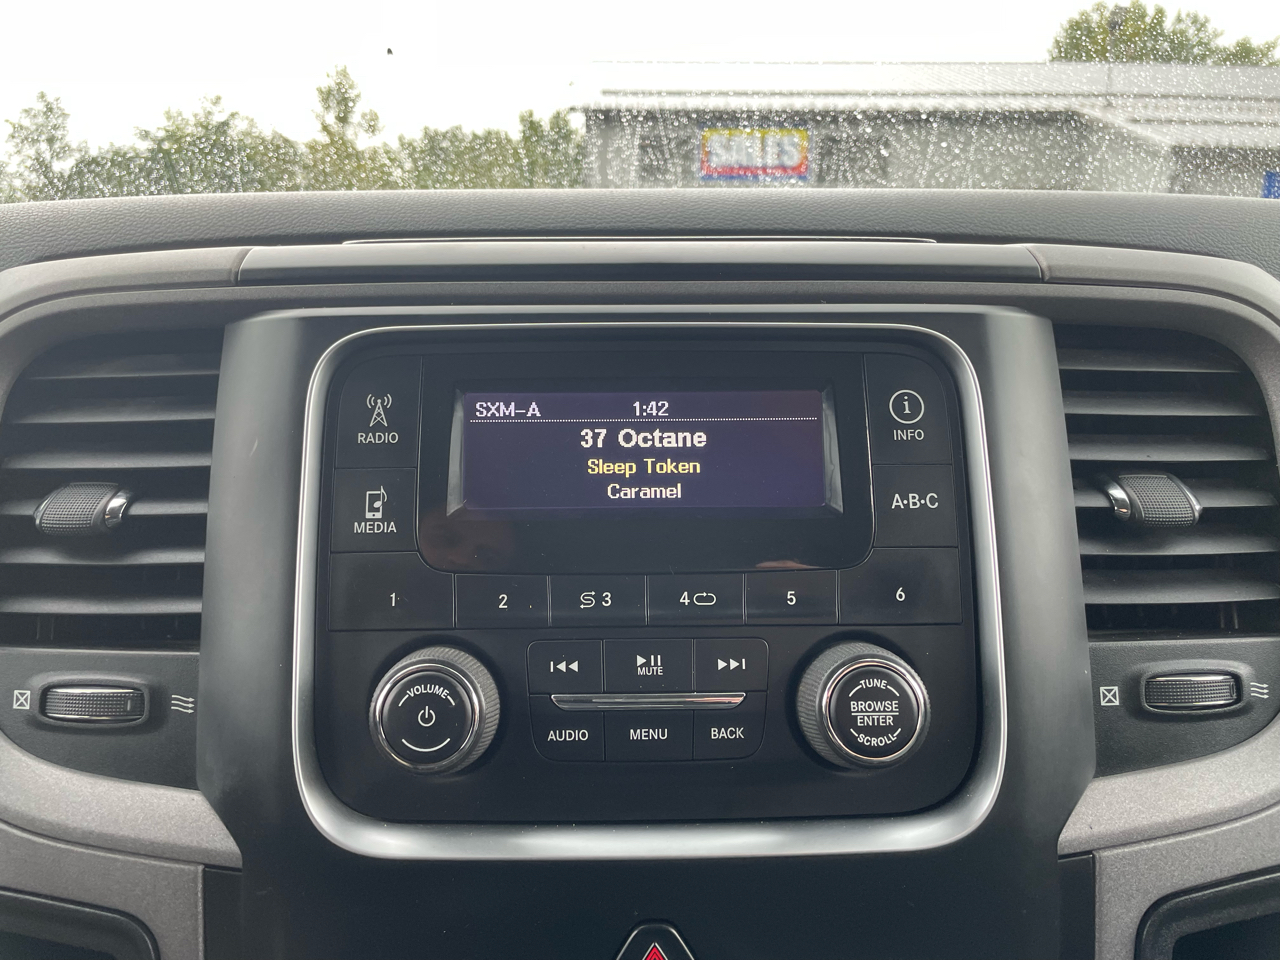 SALES
SXM-A 1:42
37 Octane
Sleep Token
Caramel
RADIO
MEDIA
INFO
A·B·C
1 2 3 4 5 6
MUTE
VOLUME
AUDIO MENU BACK
TUNE
BROWSE
ENTER
SCROLL